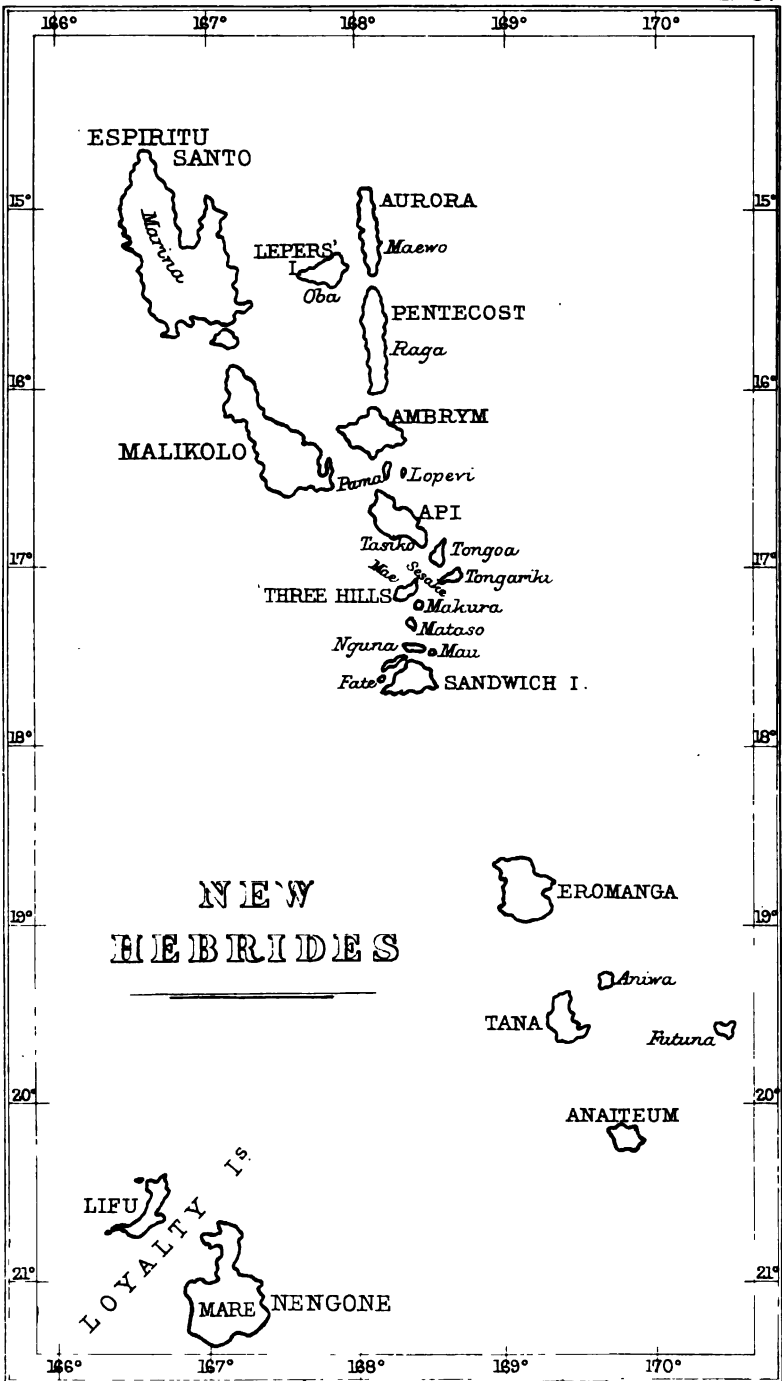 166° 167° 168° 169° 170°
ESPIRITU
SANTO
Marina
15° 15°
AURORA
Maewo
LEPERS'
I.
Oba
PENTECOST
Raga
16° 16°
AMBRYM
MALIKOLO
Pama
Lopevi
API
Tasiko
Tongoa
17° 17°
Mae
Sesake
Tongariki
THREE HILLS
Makura
Mataso
Nguna
Mau
Fate
SANDWICH I.
18° 18°
NEW
HEBRIDES
EROMANGA
19° 19°
Aniwa
TANA
Futuna
20° 20°
ANAITEUM
LIFU
LOYALTY Is.
21° 21°
MARE
NENGONE
166° 167° 168° 169° 170°